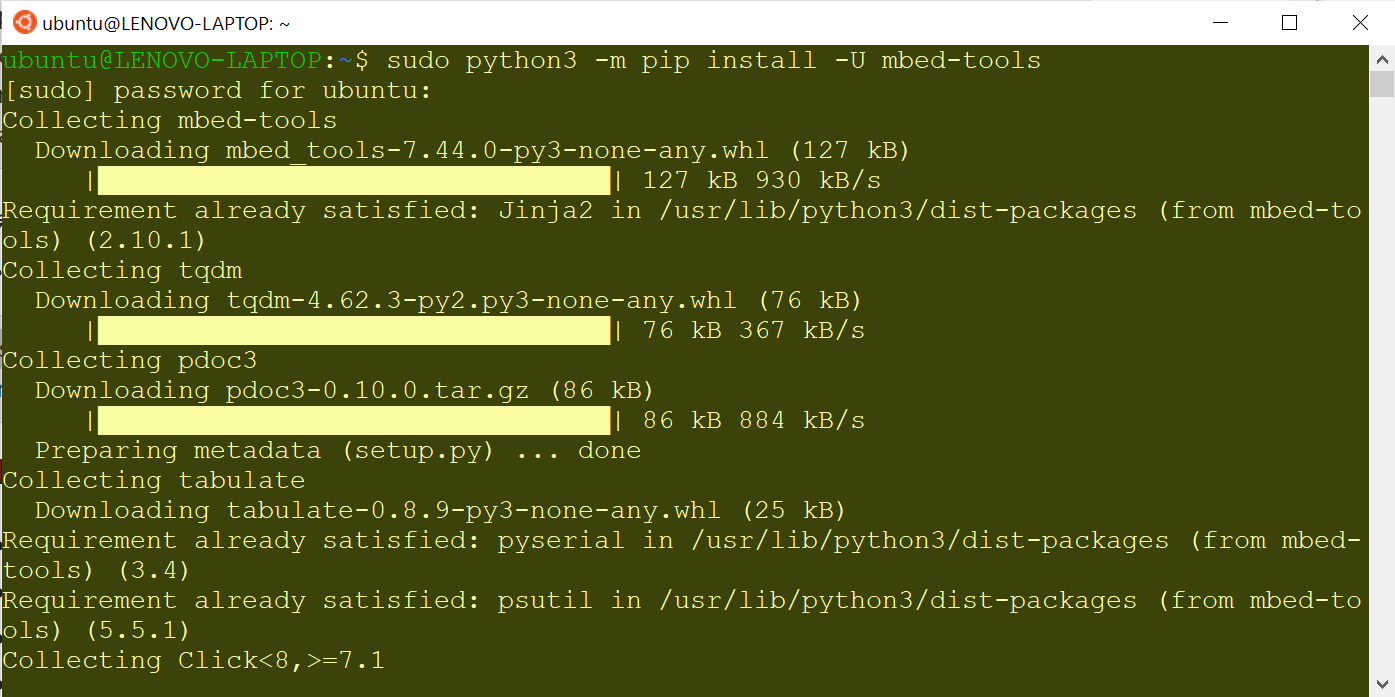 ubuntu@LENOVO-LAPTOP: ~
ubuntu@LENOVO-LAPTOP:~$ sudo python3 -m pip install -U mbed-tools
[sudo] password for ubuntu:
Collecting mbed-tools
  Downloading mbed_tools-7.44.0-py3-none-any.whl (127 kB)
     |████████████████████████████████| 127 kB 930 kB/s
Requirement already satisfied: Jinja2 in /usr/lib/python3/dist-packages (from mbed-to
ols) (2.10.1)
Collecting tqdm
  Downloading tqdm-4.62.3-py2.py3-none-any.whl (76 kB)
     |████████████████████████████████| 76 kB 367 kB/s
Collecting pdoc3
  Downloading pdoc3-0.10.0.tar.gz (86 kB)
     |████████████████████████████████| 86 kB 884 kB/s
  Preparing metadata (setup.py) ... done
Collecting tabulate
  Downloading tabulate-0.8.9-py3-none-any.whl (25 kB)
Requirement already satisfied: pyserial in /usr/lib/python3/dist-packages (from mbed-
tools) (3.4)
Requirement already satisfied: psutil in /usr/lib/python3/dist-packages (from mbed-to
ols) (5.5.1)
Collecting Click<8,>=7.1